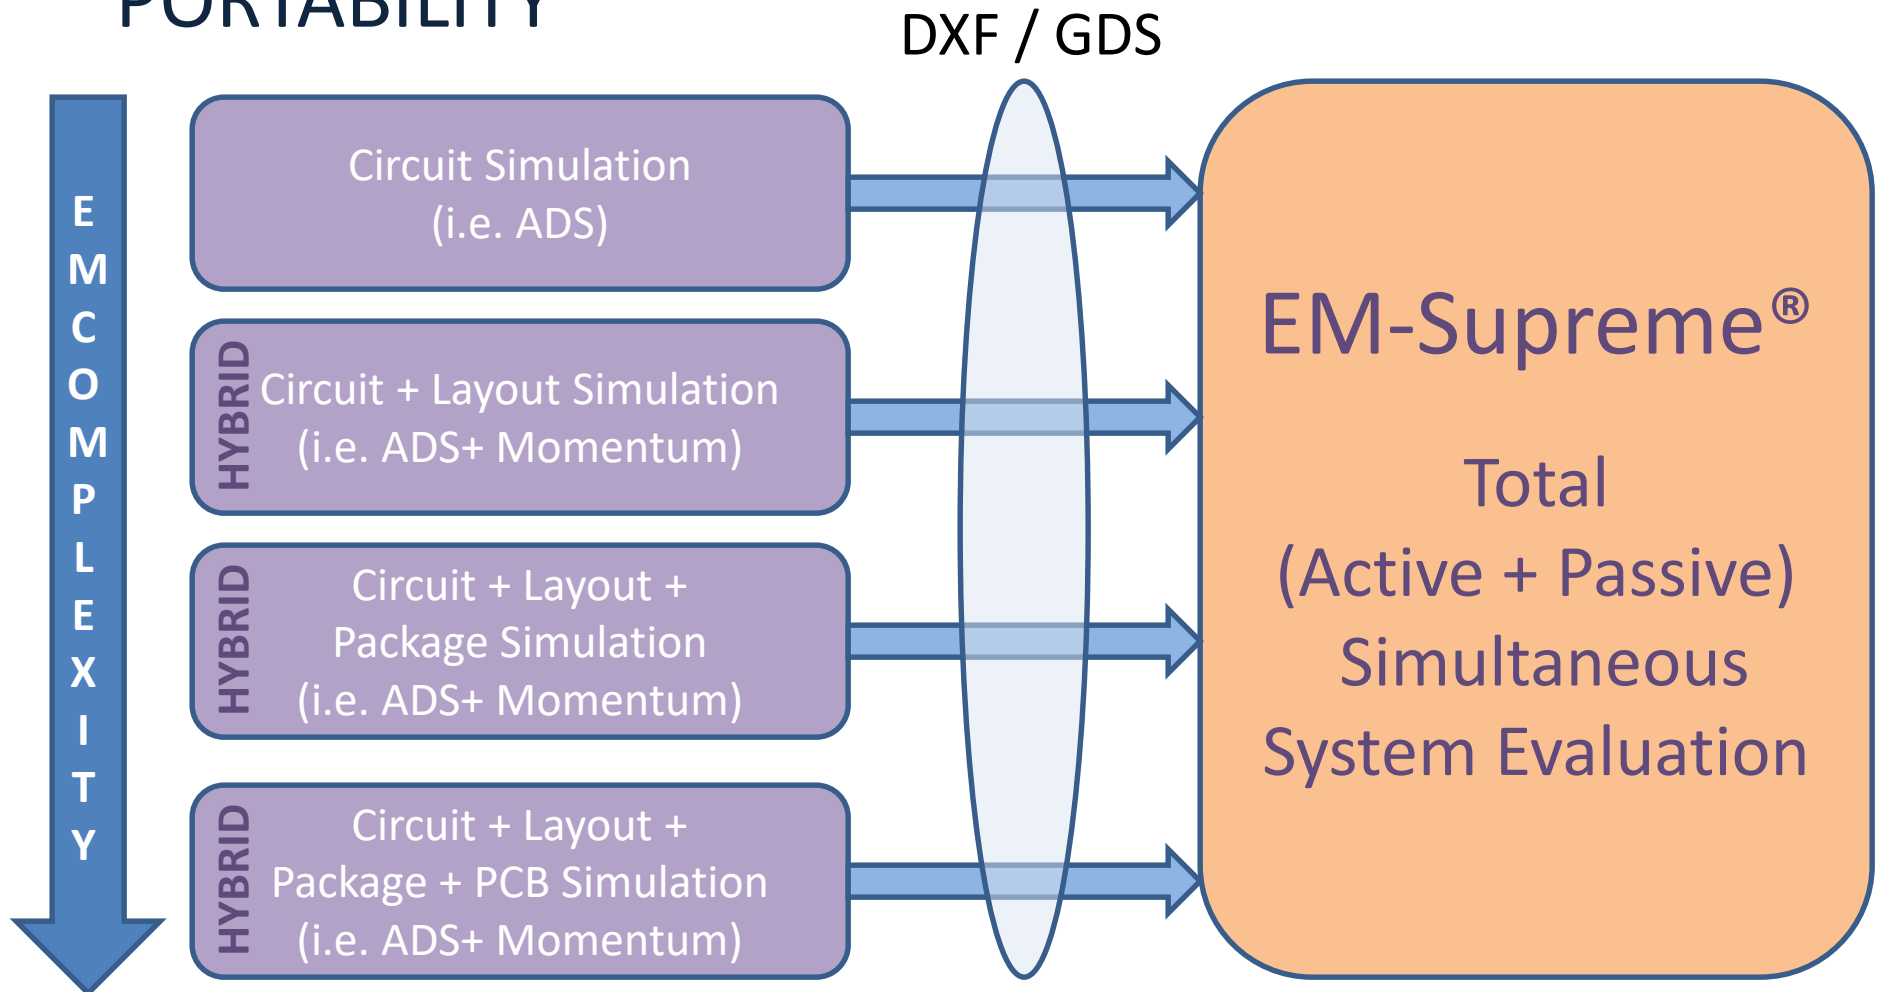 PORTABILITY
DXF / GDS
E
M
C
O
M
P
L
E
X
I
T
Y
Circuit Simulation
(i.e. ADS)
HYBRID
Circuit + Layout Simulation
(i.e. ADS+ Momentum)
HYBRID
Circuit + Layout +
Package Simulation
(i.e. ADS+ Momentum)
HYBRID
Circuit + Layout +
Package + PCB Simulation
(i.e. ADS+ Momentum)
EM-Supreme®
Total
(Active + Passive)
Simultaneous
System Evaluation